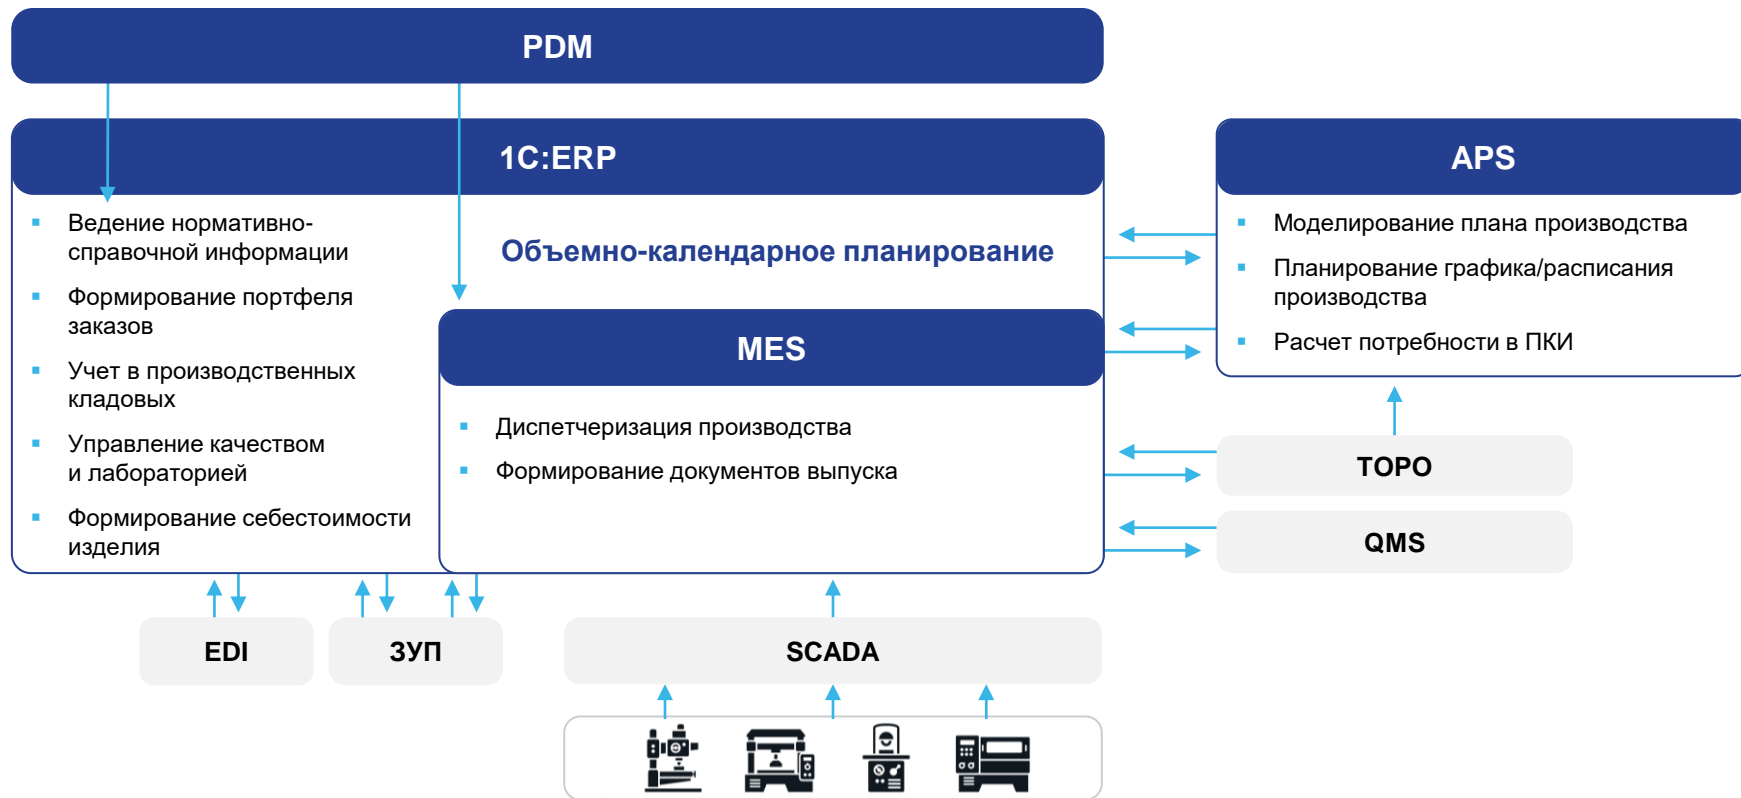 PDM
1С:ERP
Ведение нормативно-
справочной информации
Формирование портфеля
заказов
Учет в производственных
кладовых
Управление качеством
и лабораторией
Формирование себестоимости
изделия
Объемно-календарное планирование
MES
Диспетчеризация производства
Формирование документов выпуска
APS
Моделирование плана производства
Планирование графика/расписания
производства
Расчет потребности в ПКИ
ТОРО
QMS
EDI
ЗУП
SCADA